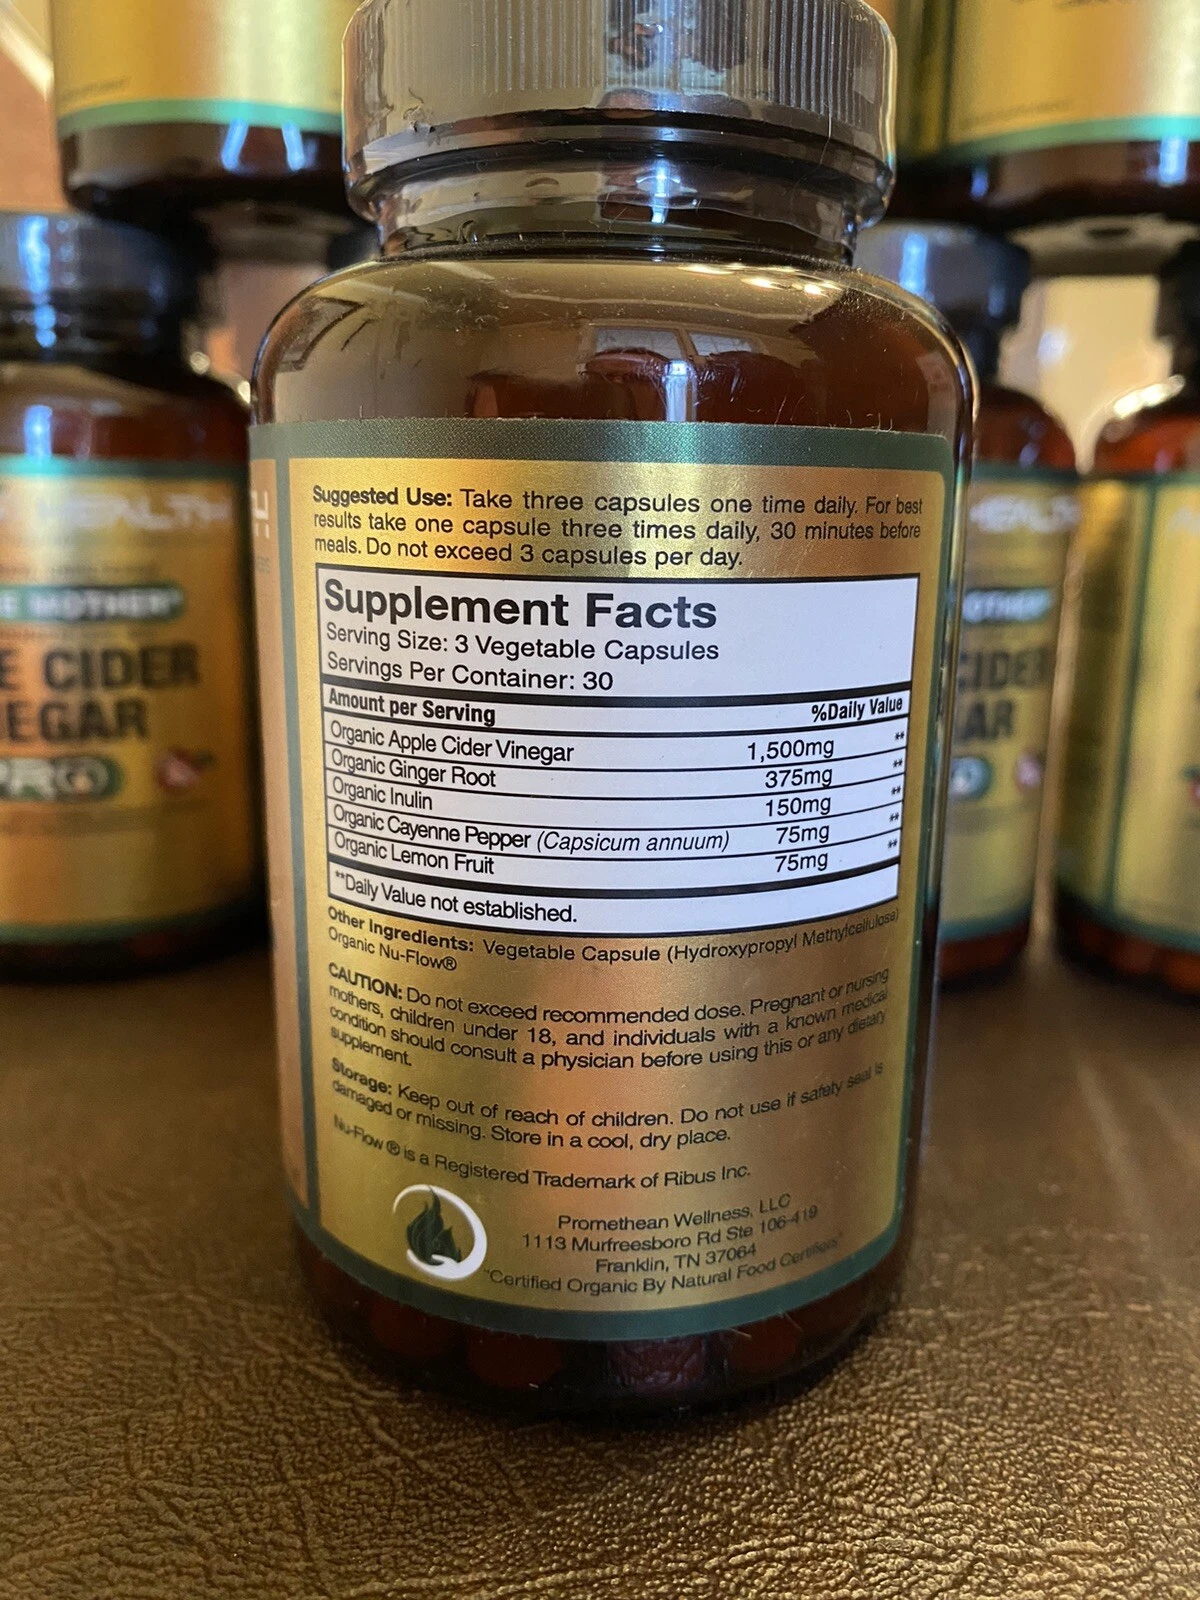 Suggested Use: Take three capsules one time daily. For best
results take one capsule three times daily, 30 minutes before
meals. Do not exceed 3 capsules per day.
Supplement Facts
Serving Size: 3 Vegetable Capsules
Servings Per Container: 30
Amount per Serving %Daily Value
Organic Apple Cider Vinegar 1,500mg **
Organic Ginger Root 375mg **
Organic Inulin 150mg **
Organic Cayenne Pepper (Capsicum annuum) 75mg **
Organic Lemon Fruit 75mg **
**Daily Value not established.
Other Ingredients: Vegetable Capsule (Hydroxypropyl Methylcellulose)
Organic Nu-Flow®
CAUTION: Do not exceed recommended dose. Pregnant or nursing
mothers, children under 18, and individuals with a known medical
condition should consult a physician before using this or any dietary
supplement.
Storage: Keep out of reach of children. Do not use if safety seal is
damaged or missing. Store in a cool, dry place.
Nu-Flow ® is a Registered Trademark of Ribus Inc.
Promethean Wellness, LLC
1113 Murfreesboro Rd Ste 106-419
Franklin, TN 37064
"Certified Organic By Natural Food Certifiers"
HEALTH
E MOTHER"
E CIDER
EGAR
PRO
H
HEALTH
OTHER"
CIDER
AR